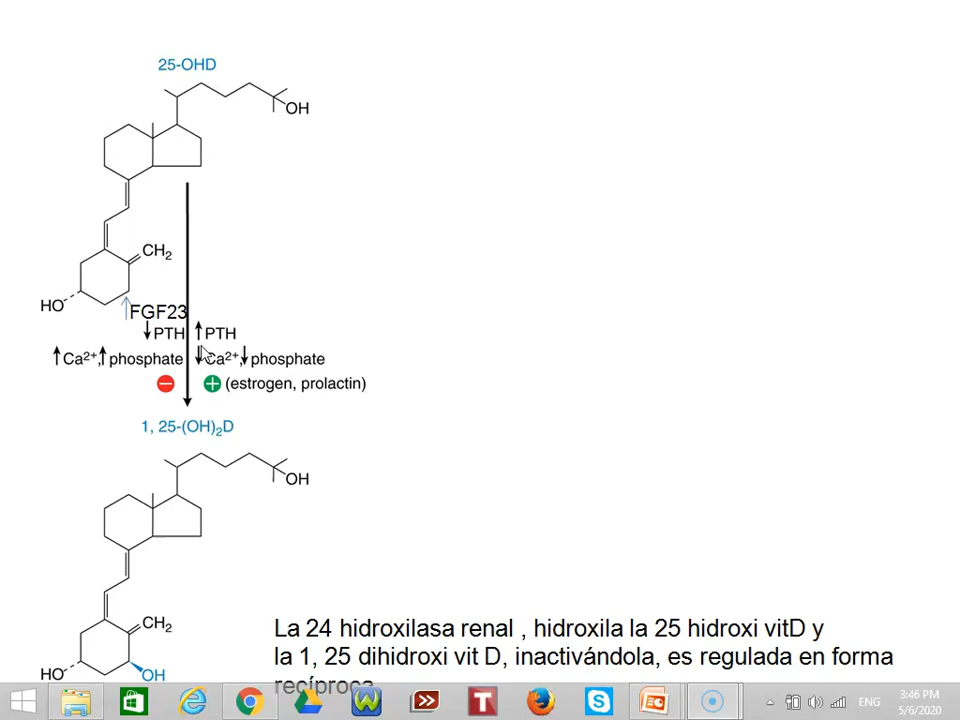 25-OHD
OH
CH2
HO
FGF23
↓PTH ↑PTH
↑Ca2+,↑phosphate ↓Ca2+,↓phosphate
(estrogen, prolactin)
1, 25-(OH)2D
OH
CH2
HO
OH
La 24 hidroxilasa renal , hidroxila la 25 hidroxi vitD y
la 1, 25 dihidroxi vit D, inactivándola, es regulada en forma
recíproca
ENG
3:46 PM
5/6/2020